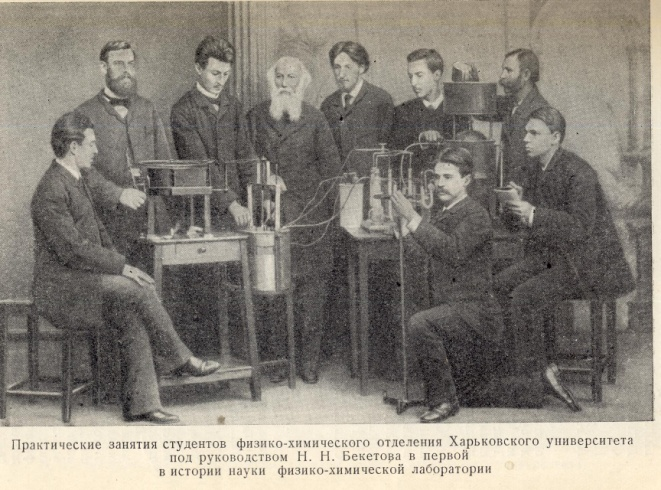 Практические занятия студентов физико-химического отделения Харьковского университета
под руководством Н. Н. Бекетова в первой
в истории науки физико-химической лаборатории